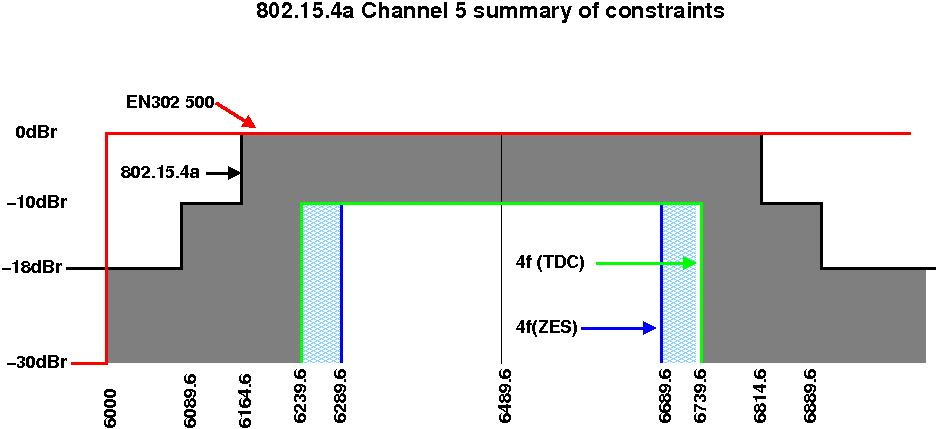 802.15.4a Channel 5 summary of constraints
EN302 500
0dBr
802.15.4a
−10dBr
4f (TDC)
−18dBr
4f(ZES)
−30dBr
6000
6089.6
6164.6
6239.6
6289.6
6489.6
6689.6
6739.6
6814.6
6889.6